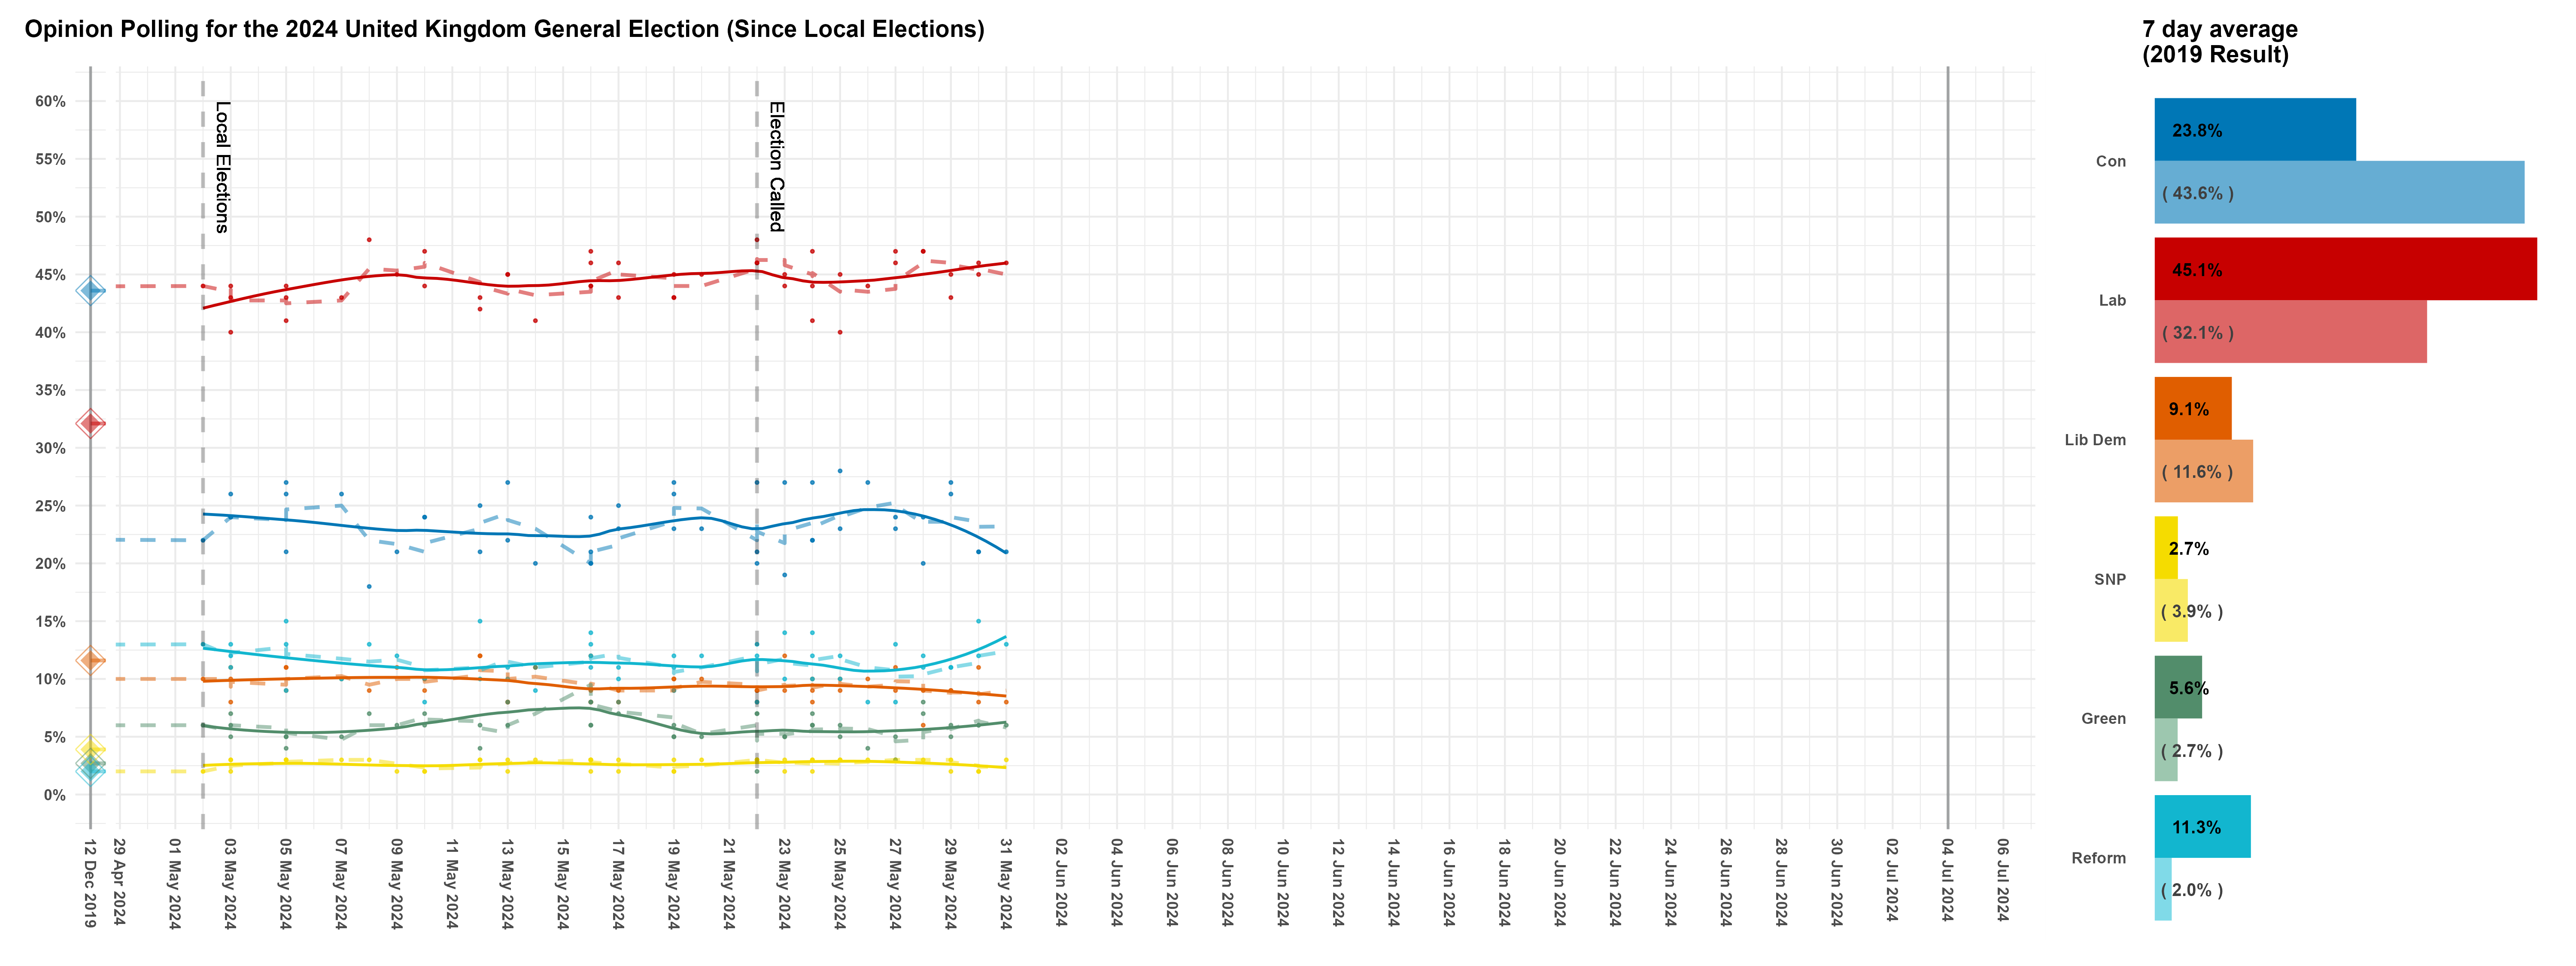 Opinion Polling for the 2024 United Kingdom General Election (Since Local Elections)
7 day average
(2019 Result)
60%
55%
50%
45%
40%
35%
30%
25%
20%
15%
10%
5%
0%
Local Elections
Election Called
12 Dec 2019
29 Apr 2024
01 May 2024
03 May 2024
05 May 2024
07 May 2024
09 May 2024
11 May 2024
13 May 2024
15 May 2024
17 May 2024
19 May 2024
21 May 2024
23 May 2024
25 May 2024
27 May 2024
29 May 2024
31 May 2024
02 Jun 2024
04 Jun 2024
06 Jun 2024
08 Jun 2024
10 Jun 2024
12 Jun 2024
14 Jun 2024
16 Jun 2024
18 Jun 2024
20 Jun 2024
22 Jun 2024
24 Jun 2024
26 Jun 2024
28 Jun 2024
30 Jun 2024
02 Jul 2024
04 Jul 2024
06 Jul 2024
Con
23.8%
( 43.6% )
Lab
45.1%
( 32.1% )
Lib Dem
9.1%
( 11.6% )
SNP
2.7%
( 3.9% )
Green
5.6%
( 2.7% )
Reform
11.3%
( 2.0% )